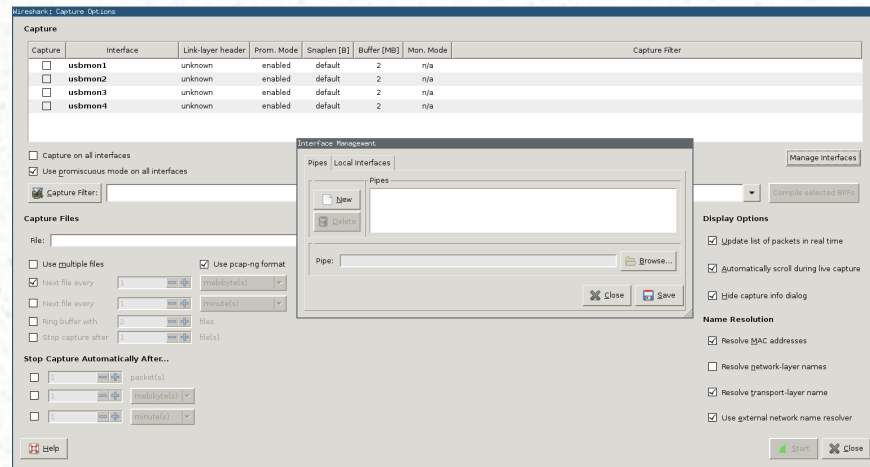 Wireshark: Capture Options
Capture
Capture Interface Link-layer header Prom. Mode Snaplen [B] Buffer [MB] Mon. Mode Capture Filter
usbmon1 unknown enabled default 2 n/a
usbmon2 unknown enabled default 2 n/a
usbmon3 unknown enabled default 2 n/a
usbmon4 unknown enabled default 2 n/a
Capture on all interfaces
Use promiscuous mode on all interfaces
Manage Interfaces
Capture Filter:
Compile selected BPFs
Interface Management
Pipes Local Interfaces
Pipes
New
Delete
Pipe:
Browse...
Close Save
Capture Files
File:
Use multiple files Use pcap-ng format
Next file every 1 mebibyte(s)
Next file every 1 minute(s)
Ring buffer with 2 files
Stop capture after 1 file(s)
Stop Capture Automatically After...
1 packet(s)
1 mebibyte(s)
1 minute(s)
Display Options
Update list of packets in real time
Automatically scroll during live capture
Hide capture info dialog
Name Resolution
Resolve MAC addresses
Resolve network-layer names
Resolve transport-layer name
Use external network name resolver
Help
Start Close